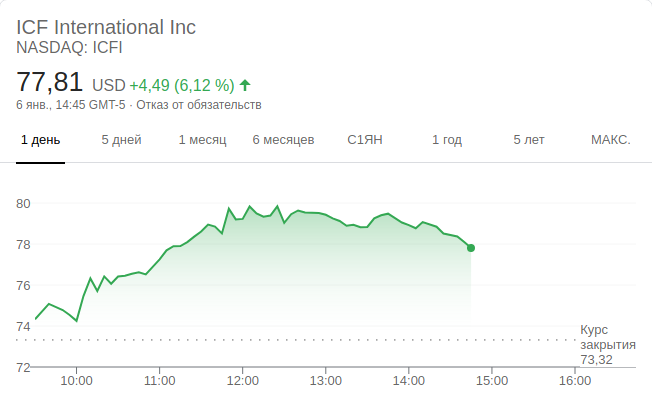 ICF International Inc
NASDAQ: ICFI
77,81 USD +4,49 (6,12 %)
6 янв., 14:45 GMT-5 · Отказ от обязательств
1 день 5 дней 1 месяц 6 месяцев С1ЯН 1 год 5 лет МАКС.
80
78
76
74
Курс
закрытия
73,32
72
10:00 11:00 12:00 13:00 14:00 15:00 16:00